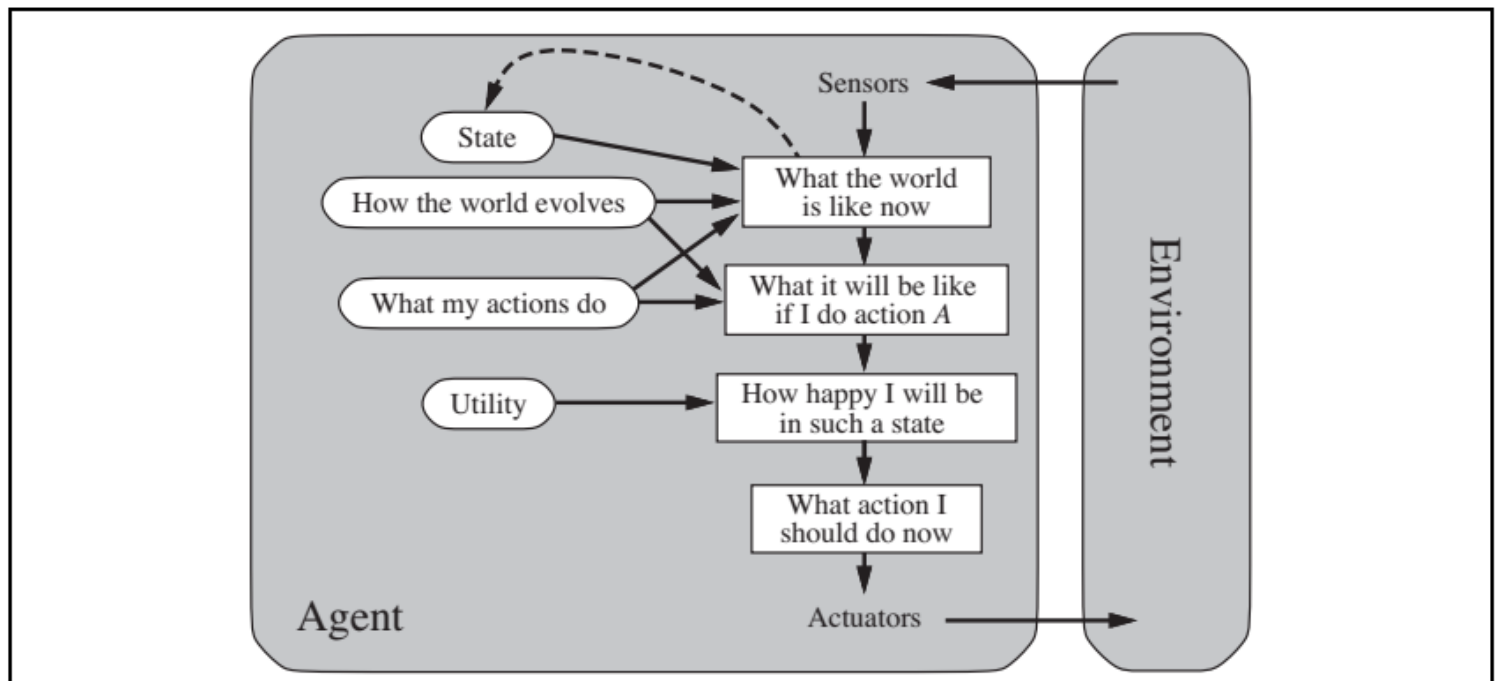 Sensors
State
What the world
is like now
How the world evolves
What my actions do
What it will be like
if I do action A
Utility
How happy I will be
in such a state
What action I
should do now
Agent
Actuators
Environment